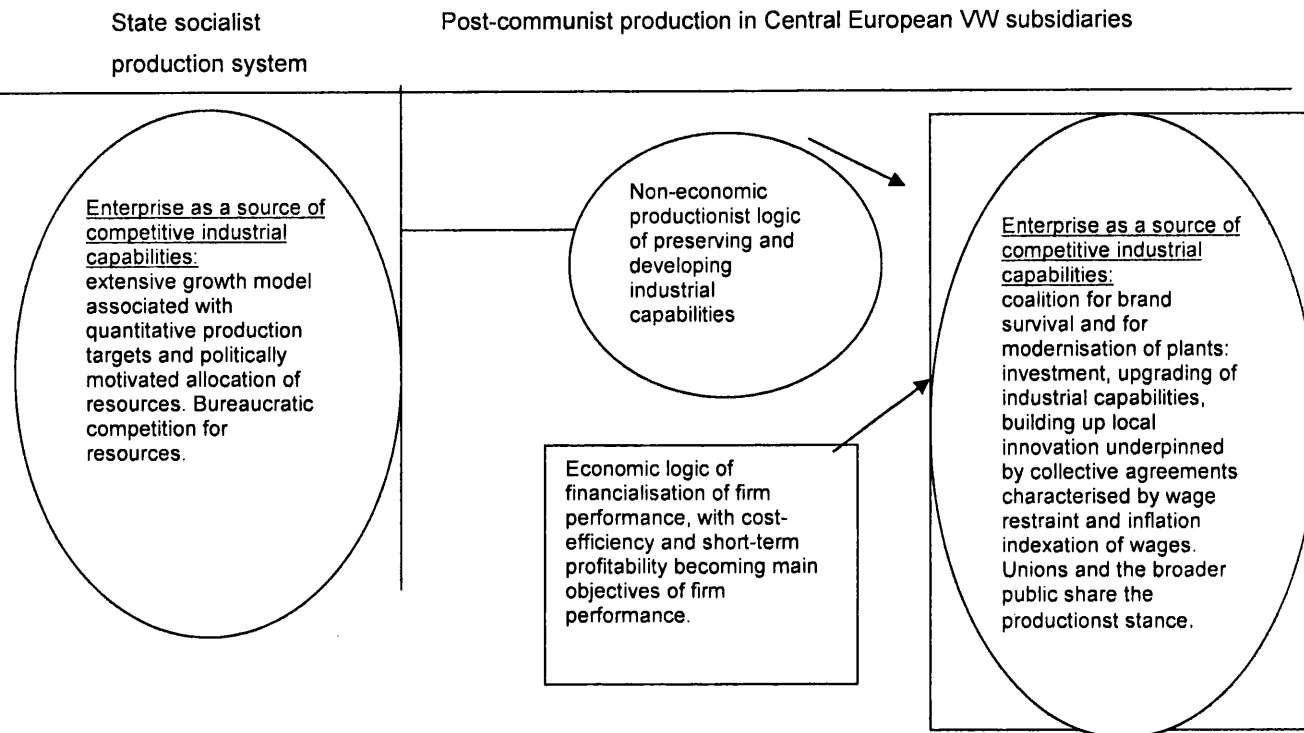 State socialist
production system
Post-communist production in Central European VW subsidiaries
Enterprise as a source of
competitive industrial
capabilities:
extensive growth model
associated with
quantitative production
targets and politically
motivated allocation of
resources. Bureaucratic
competition for
resources.
Non-economic
productionist logic
of preserving and
developing
industrial
capabilities
Economic logic of
financialisation of firm
performance, with cost-
efficiency and short-term
profitability becoming main
objectives of firm
performance.
Enterprise as a source of
competitive industrial
capabilities:
coalition for brand
survival and for
modernisation of plants:
investment, upgrading of
industrial capabilities,
building up local
innovation underpinned
by collective agreements
characterised by wage
restraint and inflation
indexation of wages.
Unions and the broader
public share the
productionst stance.